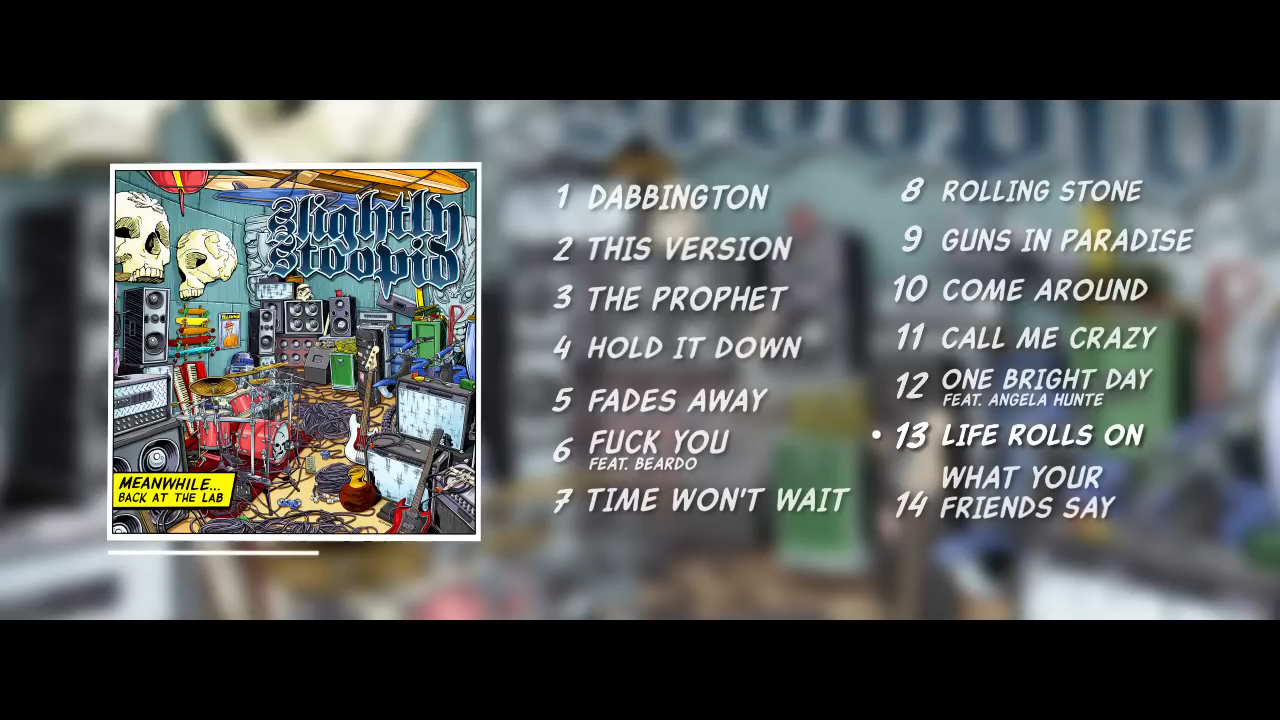 slightly
stoopid
MEANWHILE...
BACK AT THE LAB
1 DABBINGTON
2 THIS VERSION
3 THE PROPHET
4 HOLD IT DOWN
5 FADES AWAY
6 FUCK YOU
FEAT. BEARDO
7 TIME WON'T WAIT
8 ROLLING STONE
9 GUNS IN PARADISE
10 COME AROUND
11 CALL ME CRAZY
12 ONE BRIGHT DAY
FEAT. ANGELA HUNTE
• 13 LIFE ROLLS ON
WHAT YOUR
14 FRIENDS SAY